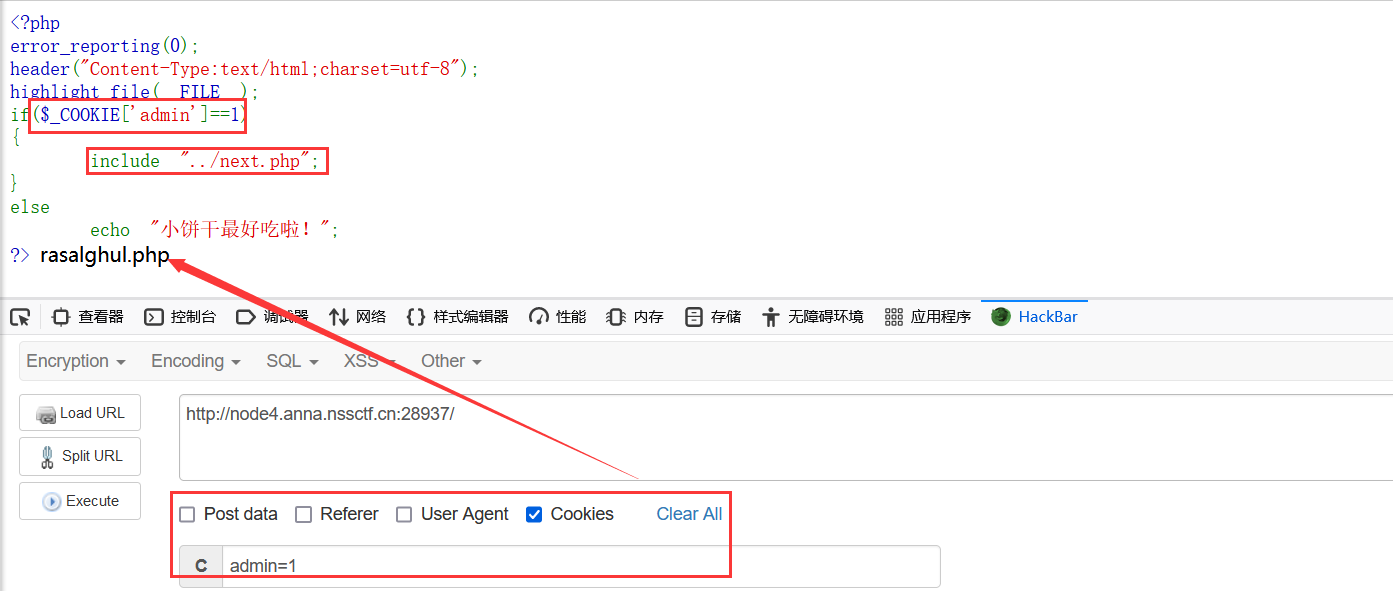 <?php
error_reporting(0);
header("Content-Type:text/html;charset=utf-8");
highlight_file(__FILE__);
if($_COOKIE['admin']==1)
{
include "../next.php";
}
else
echo "小饼干最好吃啦！";
?> rasalghul.php
查看器 控制台 调试器 网络 样式编辑器 性能 内存 存储 无障碍环境 应用程序 HackBar
Encryption Encoding SQL XSS Other
Load URL http://node4.anna.nssctf.cn:28937/
Split URL
Execute
Post data Referer User Agent Cookies Clear All
C admin=1